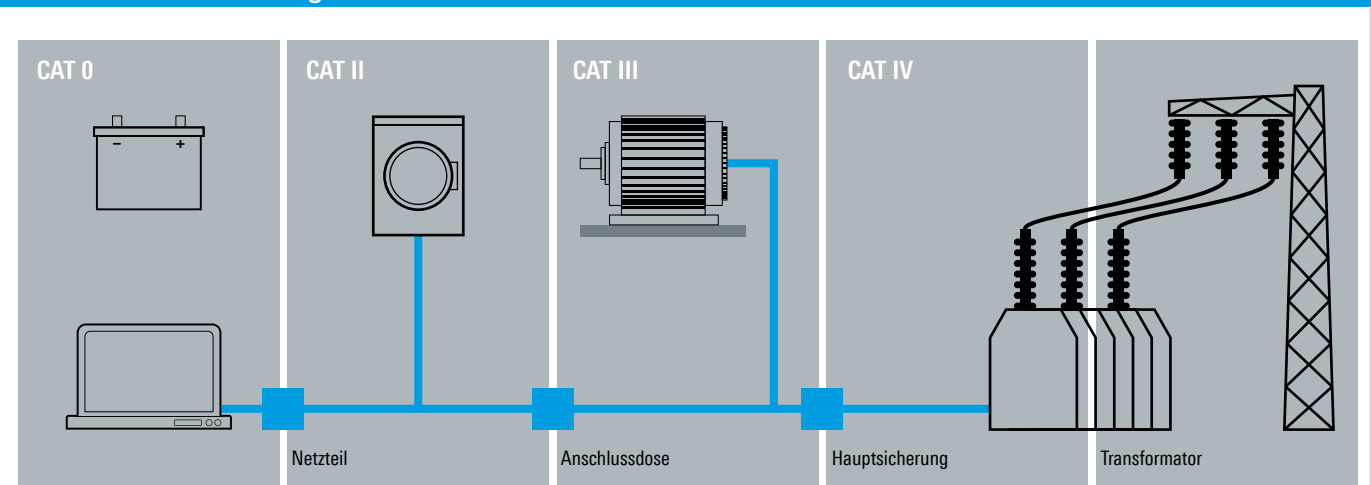 CAT 0
CAT II
CAT III
CAT IV
- +
Netzteil
Anschlussdose
Hauptsicherung
Transformator